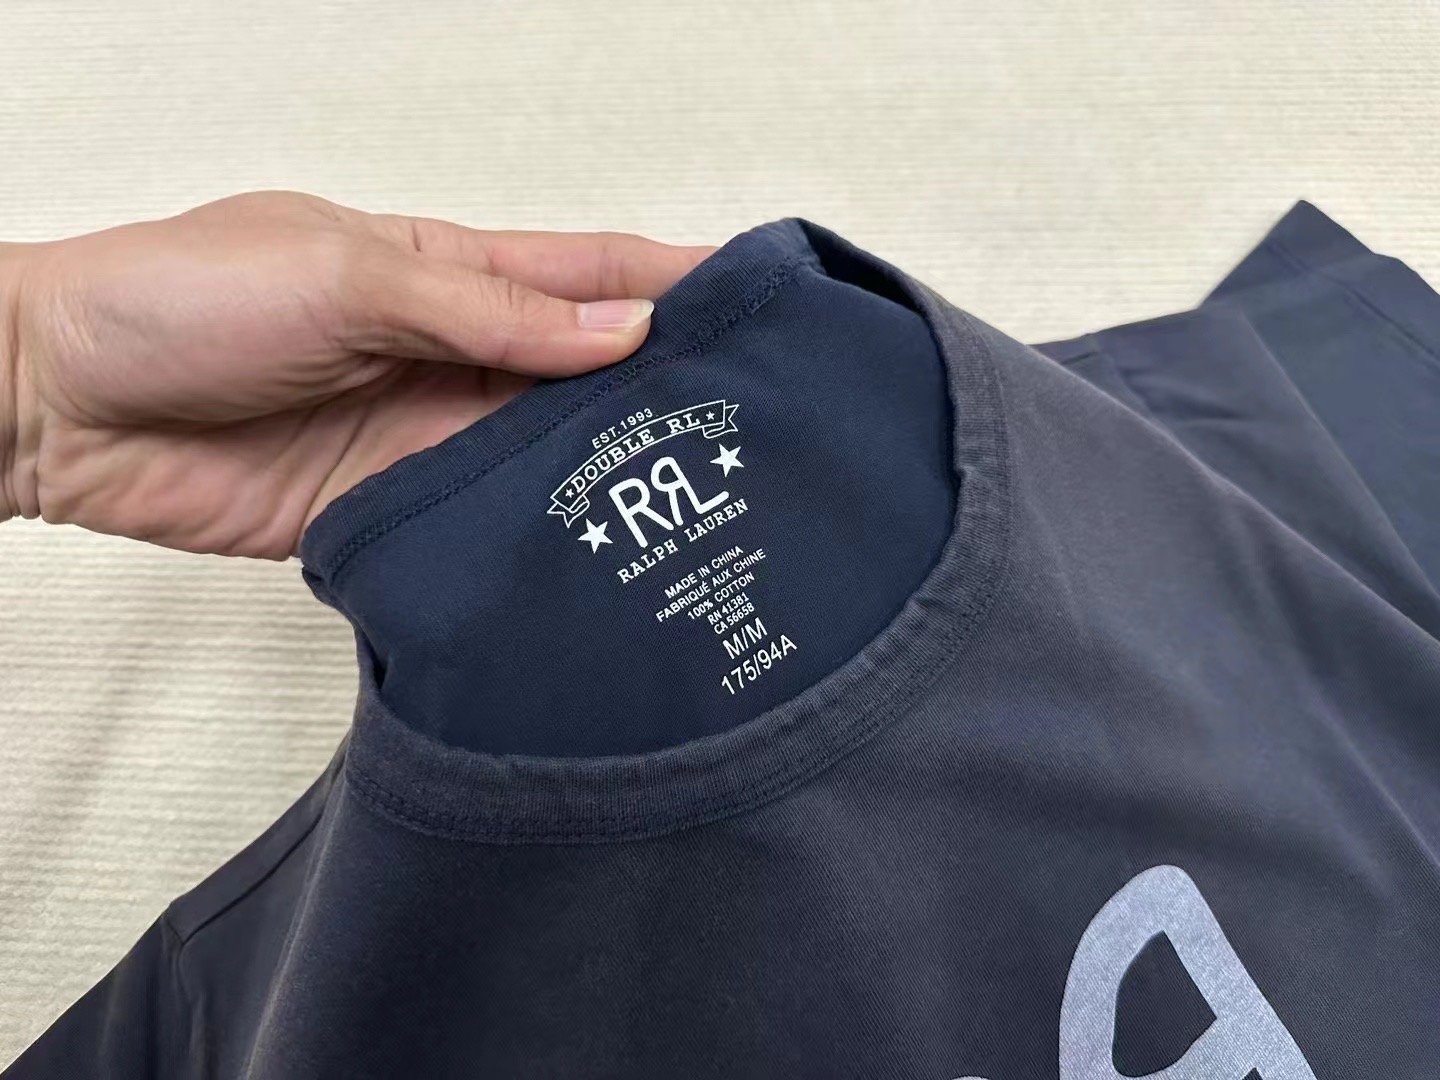 EST.1993
DOUBLE RL
RRL
RALPH LAUREN
MADE IN CHINA
FABRIQUÉ AUX CHINE
100% COTTON
RN 41381
CA 56658
M/M
175/94A